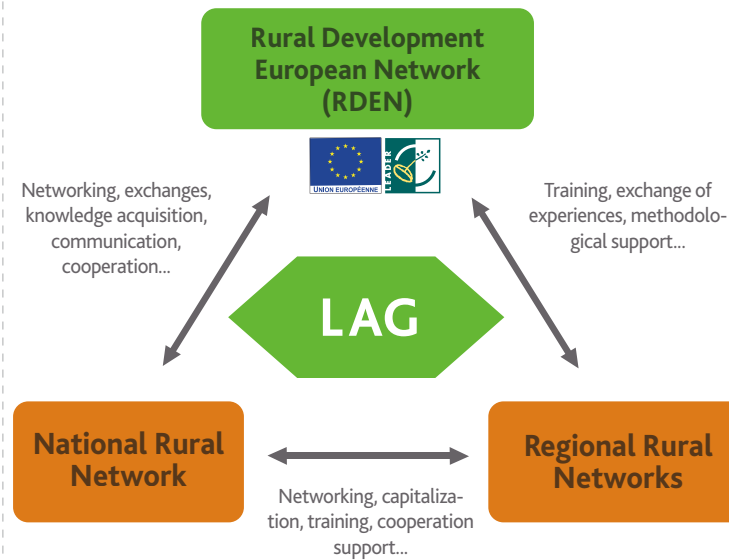 Rural Development
European Network
(RDEN)
UNION EUROPÉENNE
LEADER
Networking, exchanges,
knowledge acquisition,
communication,
cooperation...
Training, exchange of
experiences, methodolo-
gical support...
LAG
National Rural
Network
Regional Rural
Networks
Networking, capitaliza-
tion, training, cooperation
support...